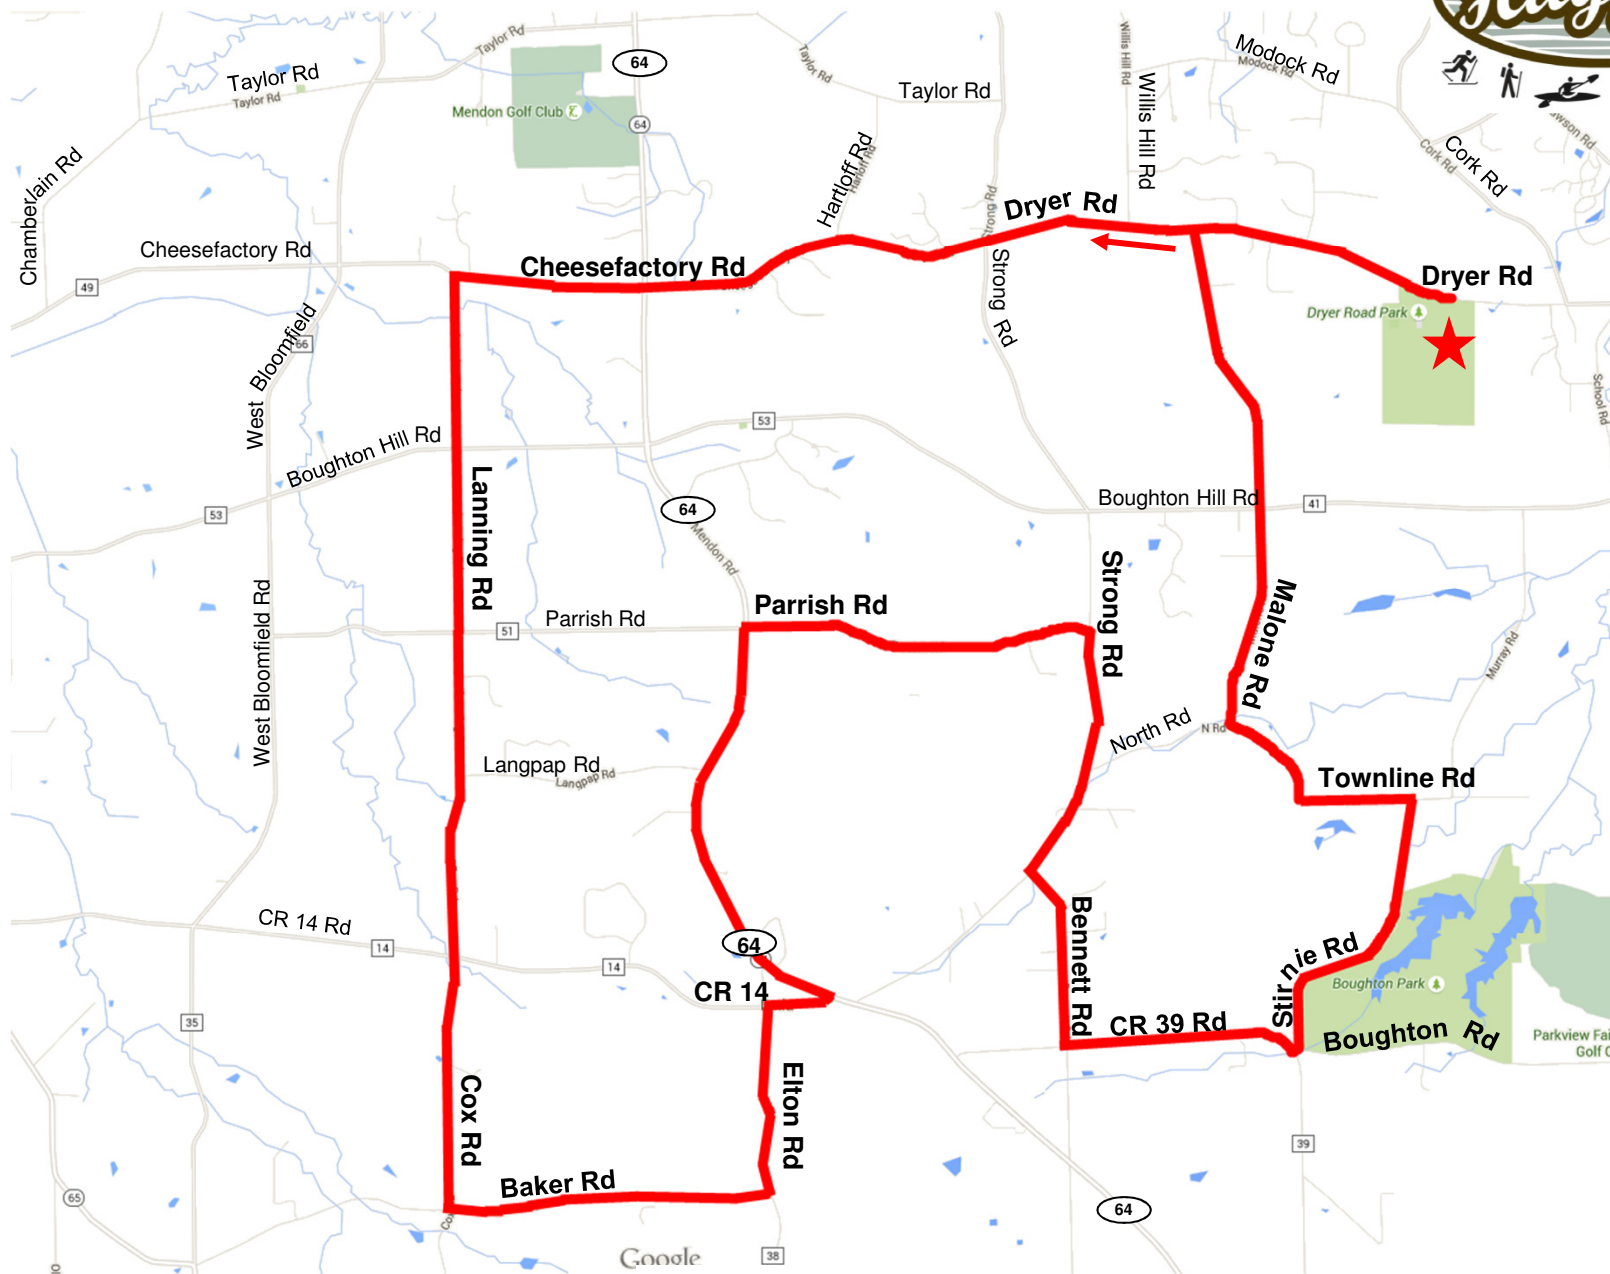 Taylor Rd
64
Modock Rd
Modock Rd
Taylor Rd
Taylor Rd
Taylor Rd
Taylor Rd
Willis Hill Rd
Willis Hill Rd
Mendon Golf Club
64
Cork Rd
Cork Rd
Chamberlain Rd
Hartloff Rd
Strong Rd
Dryer Rd
Cheesefactory Rd
Cheesefactory Rd
Dryer Rd
49
Strong Rd
Dryer Road Park
West Bloomfield
66
School Rd
53
Boughton Hill Rd
Lanning Rd
Boughton Hill Rd
41
53
64
Mendon Rd
Strong Rd
Malone Rd
West Bloomfield Rd
Parrish Rd
Parrish Rd
51
Murray Rd
North Rd
N Rd
Langpap Rd
Langpap Rd
Townline Rd
CR 14 Rd
14
14
64
CR 14
Bennett Rd
Stirnie Rd
Boughton Park
35
CR 39 Rd
Boughton Rd
Parkview Fai
Golf C
Cox Rd
Elton Rd
39
Baker Rd
65
64
Cox
Google
38